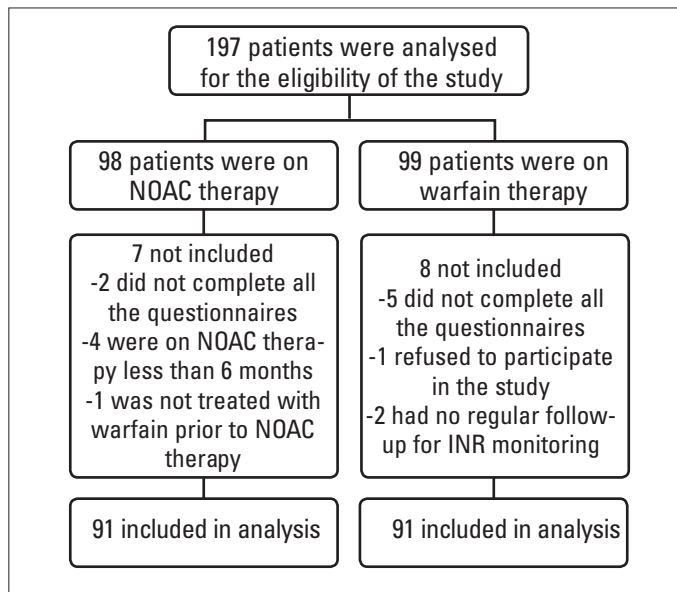 197 patients were analysed
for the eligibility of the study
98 patients were on
NOAC therapy
99 patients were on
warfain therapy
7 not included
-2 did not complete all
the questionnaires
-4 were on NOAC thera-
py less than 6 months
-1 was not treated with
warfain prior to NOAC
therapy
8 not included
-5 did not complete all
the questionnaires
-1 refused to participate
in the study
-2 had no regular follow-
up for INR monitoring
91 included in analysis
91 included in analysis